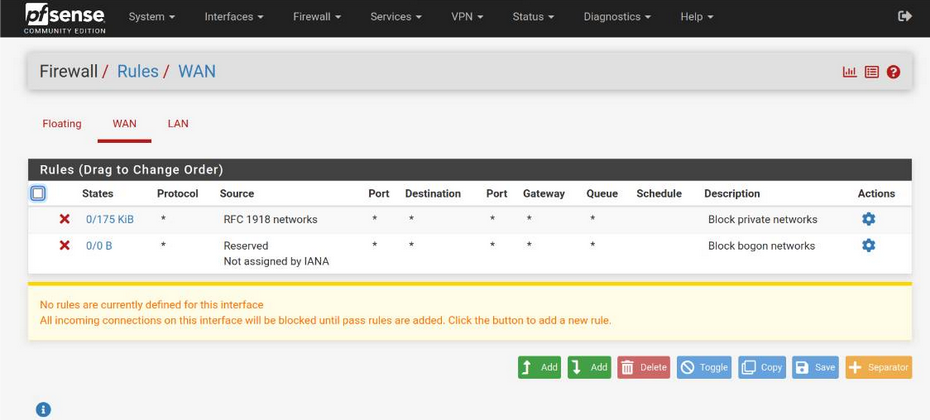 pfsense
COMMUNITY EDITION
System Interfaces Firewall Services VPN Status Diagnostics Help
Firewall / Rules / WAN
Floating WAN LAN
Rules (Drag to Change Order)
States Protocol Source Port Destination Port Gateway Queue Schedule Description Actions
0/175 KiB * RFC 1918 networks * * * * * Block private networks
0/0 B * Reserved * * * * * Block bogon networks
Not assigned by IANA
No rules are currently defined for this interface
All incoming connections on this interface will be blocked until pass rules are added. Click the button to add a new rule.
Add Add Delete Toggle Copy Save Separator